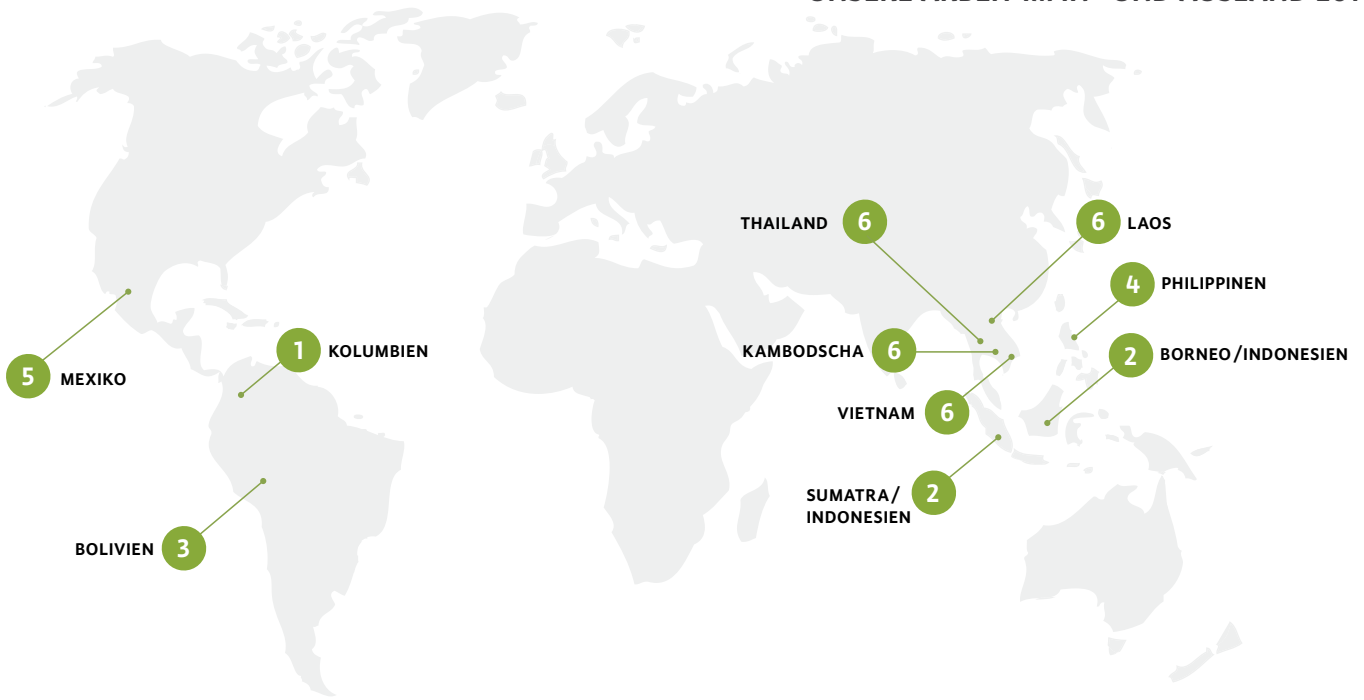 THAILAND 6
6 LAOS
4 PHILIPPINEN
1 KOLUMBIEN
KAMBODSCHA 6
2 BORNEO/INDONESIEN
5 MEXIKO
VIETNAM 6
SUMATRA/
INDONESIEN 2
BOLIVIEN 3